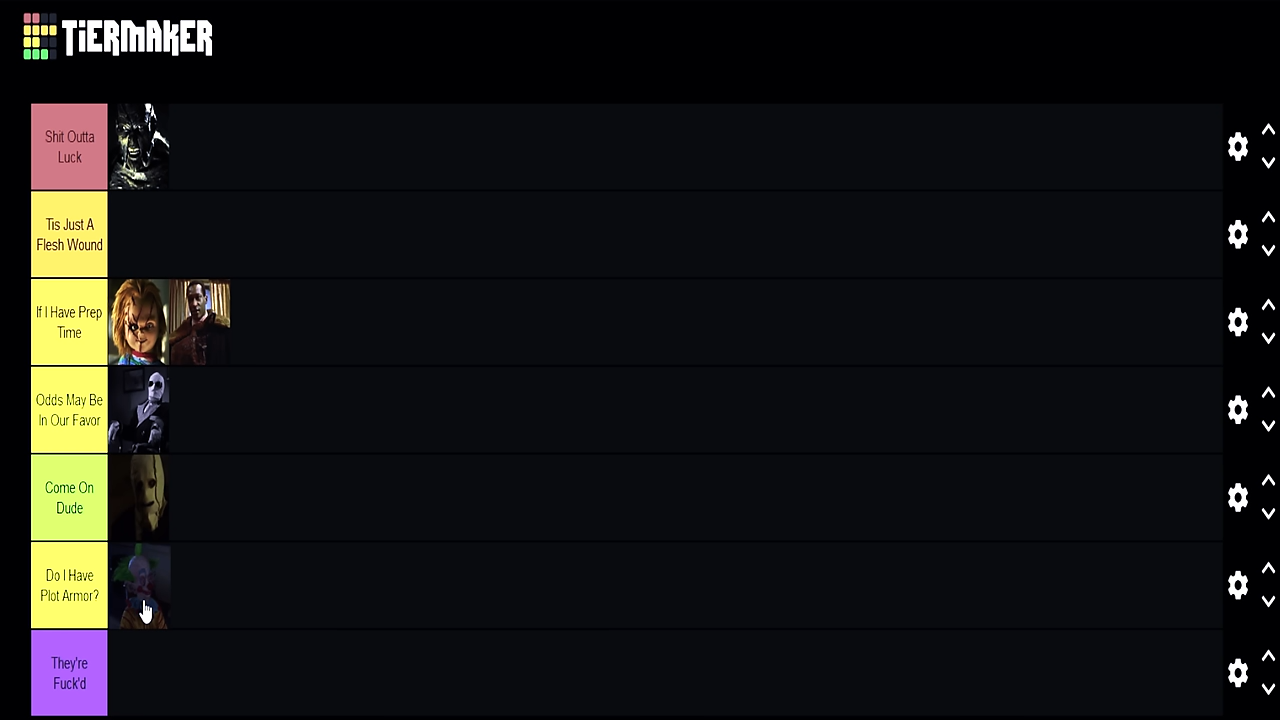 TiERMAKER
Shit Outta
Luck
Tis Just A
Flesh Wound
If I Have Prep
Time
Odds May Be
In Our Favor
Come On
Dude
Do I Have
Plot Armor?
They're
Fuck'd